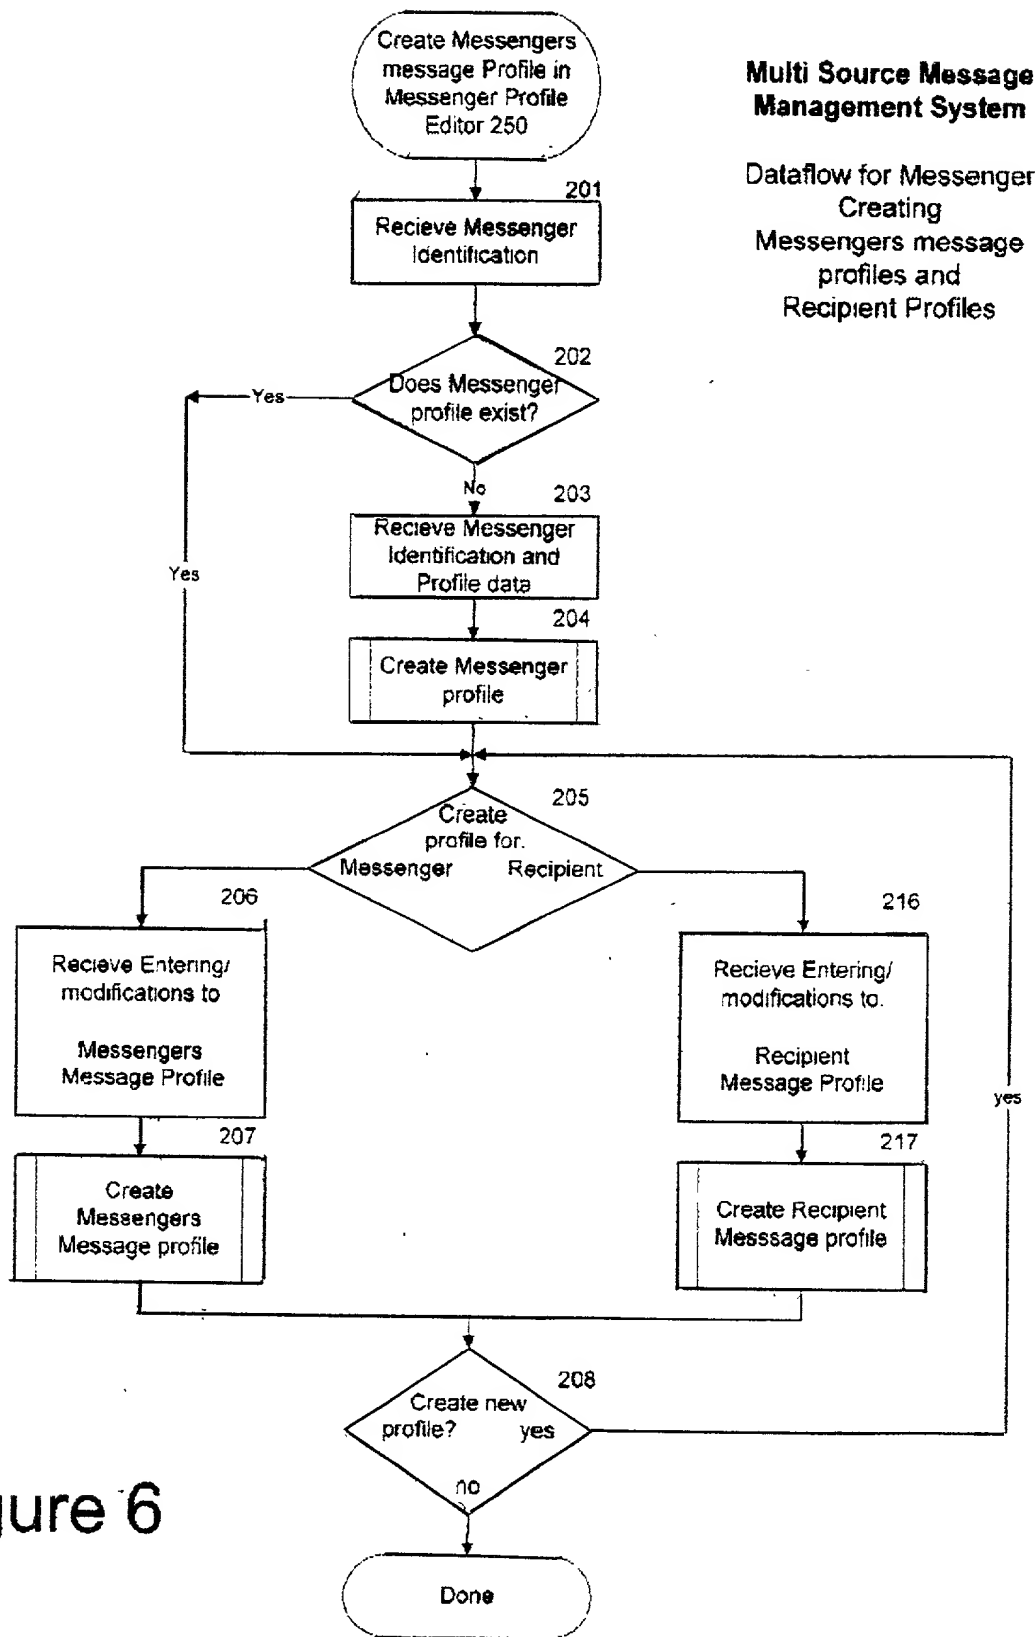 Create Messengers
message Profile in
Messenger Profile
Editor 250
Multi Source Message
Management System
Dataflow for Messenger
Creating
Messengers message
profiles and
Recipient Profiles
201
Recieve Messenger
Identification
202
Does Messenger
profile exist?
Yes
No
203
Recieve Messenger
Identification and
Profile data
Yes
204
Create Messenger
profile
205
Create
profile for.
Messenger Recipient
206
216
Recieve Entering/
modifications to
Messengers
Message Profile
Recieve Entering/
modifications to.
Recipient
Message Profile
yes
207
217
Create
Messengers
Message profile
Create Recipient
Messsage profile
208
Create new
profile? yes
no
gure 6
Done